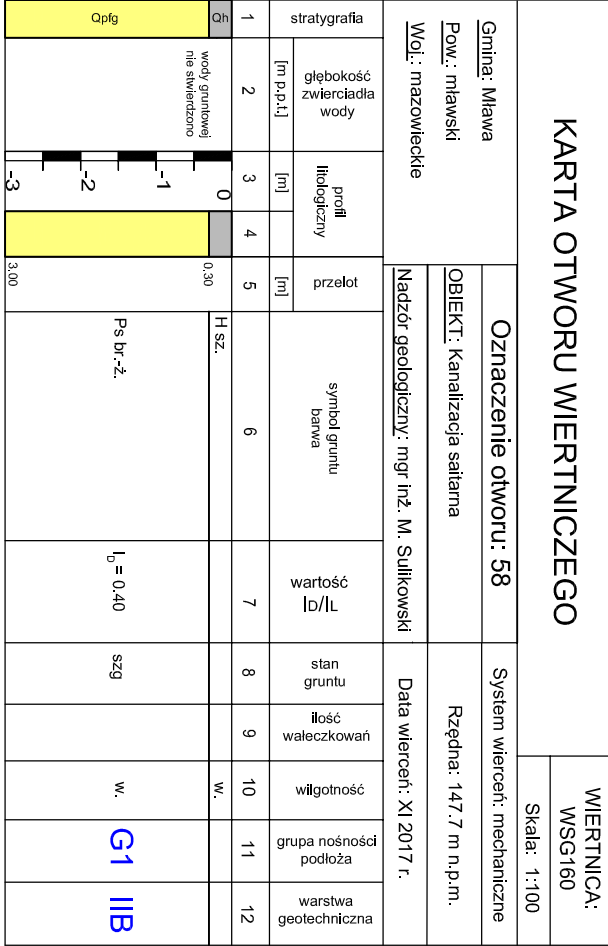 KARTA OTWORU WIERTNICZEGO
WIERTNICA:
WSG160
Skala: 1:100
Gmina: Mława
Pow.: mławski
Woj.: mazowieckie
Oznaczenie otworu: 58
System wierceń: mechaniczne
OBIEKT: Kanalizacja saitarna
Rzędna: 147.7 m n.p.m.
Nadzór geologiczny: mgr inż. M. Sulikowski
Data wierceń: XI 2017 r.
stratygrafia
głębokość
zwierciadła
wody
[m p.p.t.]
profil
litologiczny
[m]
przelot
[m]
symbol gruntu
barwa
wartość
ID/IL
stan
gruntu
ilość
wałeczkowań
wilgotność
grupa nośności
podłoża
warstwa
geotechniczna
1 2 3 4 5 6 7 8 9 10 11 12
Qh
0
0.30
H sz.
w.
Qpfg
wody gruntowej
nie stwierdzono
-1
-2
-3
3.00
Ps br.-ż.
ID = 0.40
szg
w.
G1
IIB